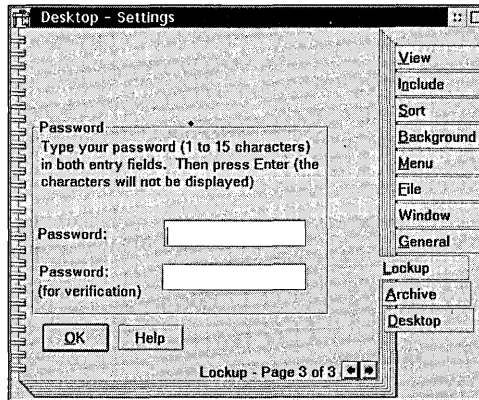 Desktop - Settings
View
Include
Sort
Background
Menu
File
Window
General
Lockup
Archive
Desktop
Password
Type your password (1 to 15 characters)
in both entry fields. Then press Enter (the
characters will not be displayed)
Password:
Password:
(for verification)
OK
Help
Lockup - Page 3 of 3